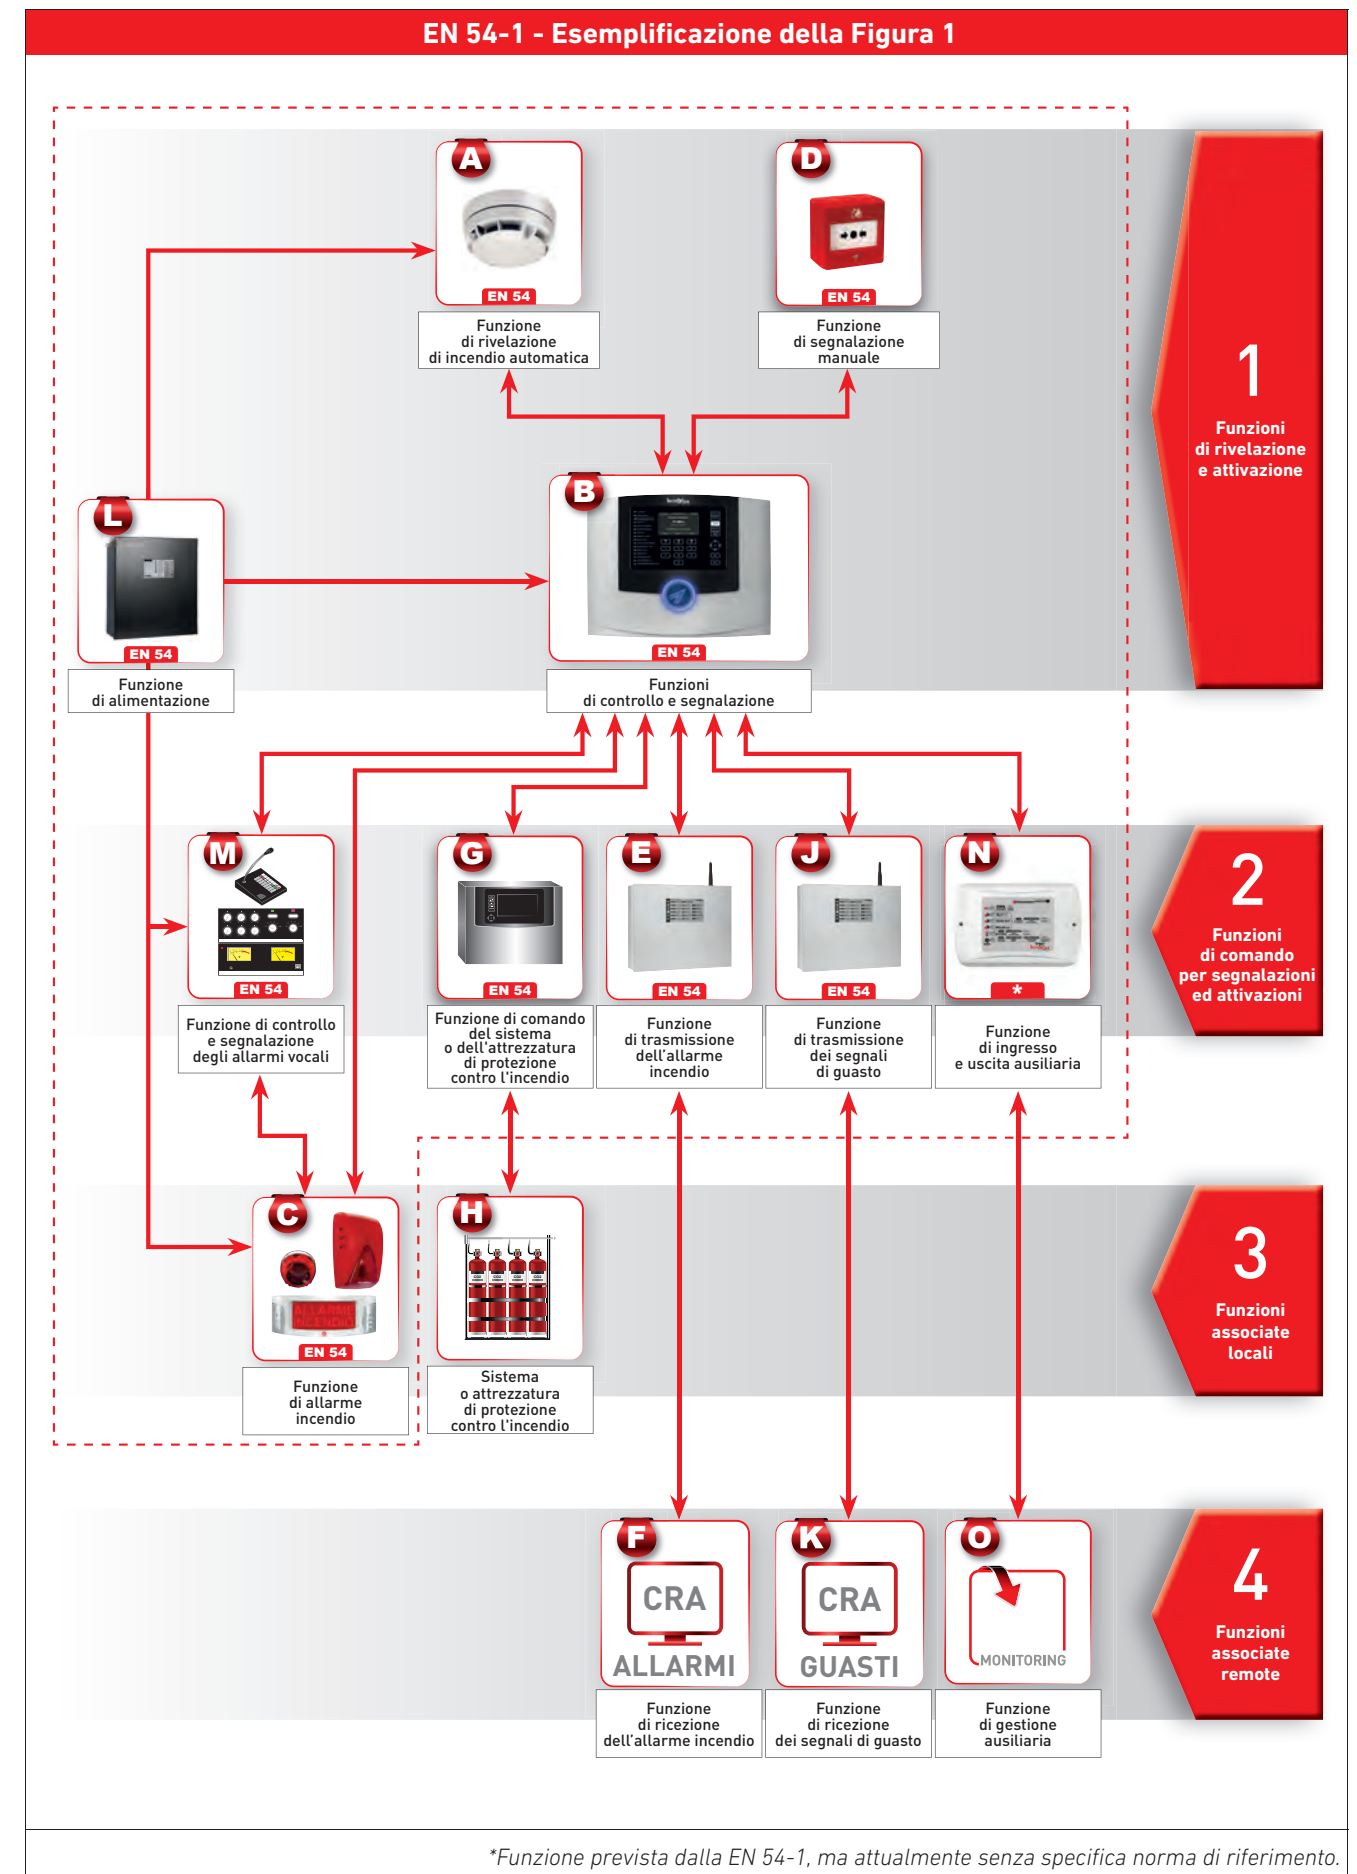 EN 54-1 - Esemplificazione della Figura 1
A
EN 54
Funzione
di rivelazione
di incendio automatica
D
EN 54
Funzione
di segnalazione
manuale
1
Funzioni
di rivelazione
e attivazione
L
EN 54
Funzione
di alimentazione
B
EN 54
Funzioni
di controllo e segnalazione
M
EN 54
Funzione di controllo
e segnalazione
degli allarmi vocali
G
EN 54
Funzione di comando
del sistema
o dell'attrezzatura
di protezione
contro l'incendio
E
EN 54
Funzione
di trasmissione
dell'allarme
incendio
J
EN 54
Funzione
di trasmissione
dei segnali
di guasto
N
*
Funzione
di ingresso
e uscita ausiliaria
2
Funzioni
di comando
per segnalazioni
ed attivazioni
C
ALLARME
INCENDIO
EN 54
Funzione
di allarme
incendio
H
CO2
CO2
CO2
CO2
Sistema
o attrezzatura
di protezione
contro l'incendio
3
Funzioni
associate
locali
F
CRA
ALLARMI
Funzione
di ricezione
dell'allarme incendio
K
CRA
GUASTI
Funzione
di ricezione
dei segnali di guasto
O
MONITORING
Funzione
di gestione
ausiliaria
4
Funzioni
associate
remote
*Funzione prevista dalla EN 54-1, ma attualmente senza specifica norma di riferimento.